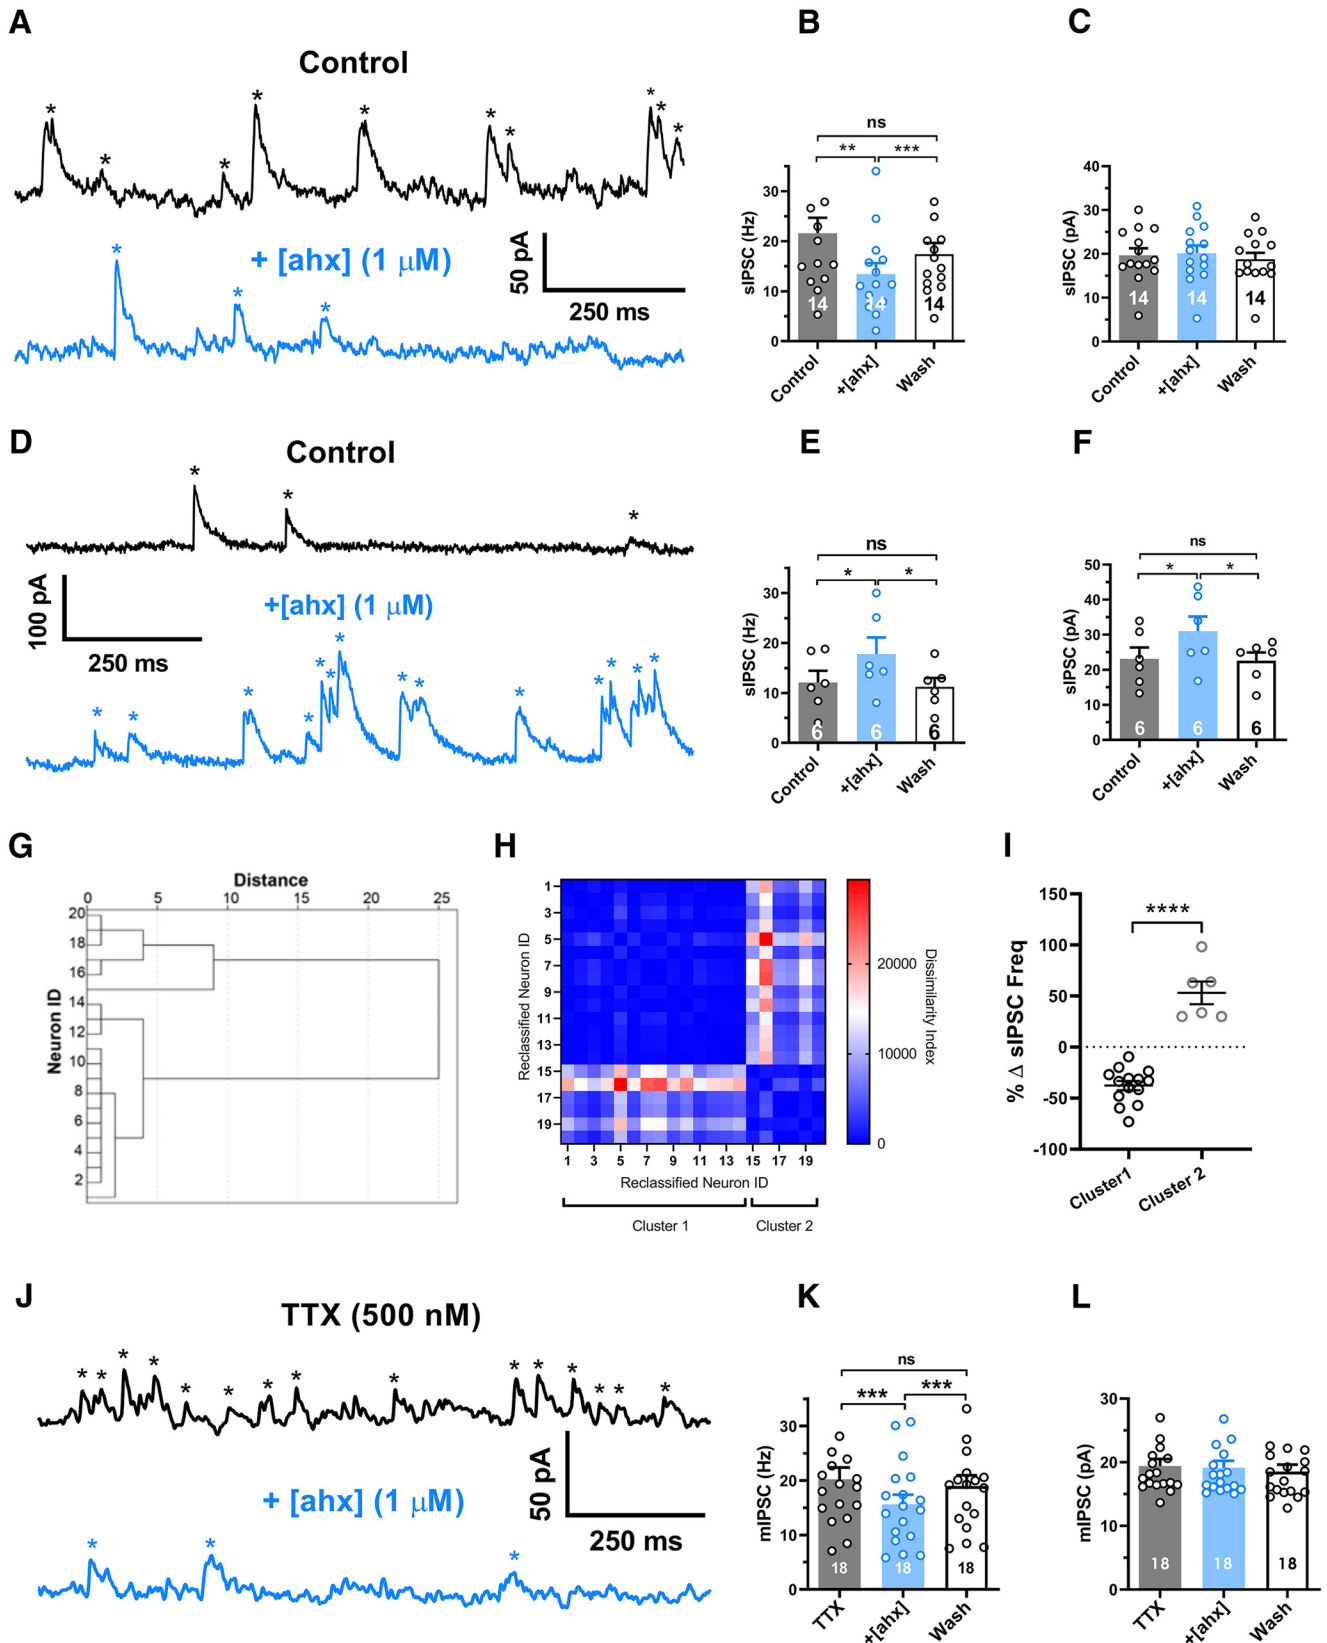 A
Control
* * * * * * * * * *
+ [ahx] (1 μM)
* * *
50 pA
250 ms
B
ns
** ***
sIPSC (Hz)
30
20
10
0
14 14 14
Control +[ahx] Wash
C
sIPSC (pA)
40
30
20
10
0
14 14 14
Control +[ahx] Wash
D
Control
* * *
100 pA
250 ms
+[ahx] (1 μM)
* * * * * * * * * * * * * *
E
ns
* *
sIPSC (Hz)
30
20
10
0
6 6 6
Control +[ahx] Wash
F
ns
* *
sIPSC (pA)
50
40
30
20
10
0
6 6 6
Control +[ahx] Wash
G
Distance
0 5 10 15 20 25
Neuron ID
20
18
16
14
12
10
8
6
4
2
H
Reclassified Neuron ID
1
3
5
7
9
11
13
15
17
19
1 3 5 7 9 11 13 15 17 19
Reclassified Neuron ID
Cluster 1 Cluster 2
20000
10000
0
Dissimilarity Index
I
% Δ sIPSC Freq
150
100
50
0
-50
-100
****
Cluster1 Cluster 2
J
TTX (500 nM)
* * * * * * * * * * * * * * *
+ [ahx] (1 μM)
* * *
50 pA
250 ms
K
ns
*** ***
mIPSC (Hz)
30
20
10
0
18 18 18
TTX +[ahx] Wash
L
mIPSC (pA)
30
20
10
0
18 18 18
TTX +[ahx] Wash